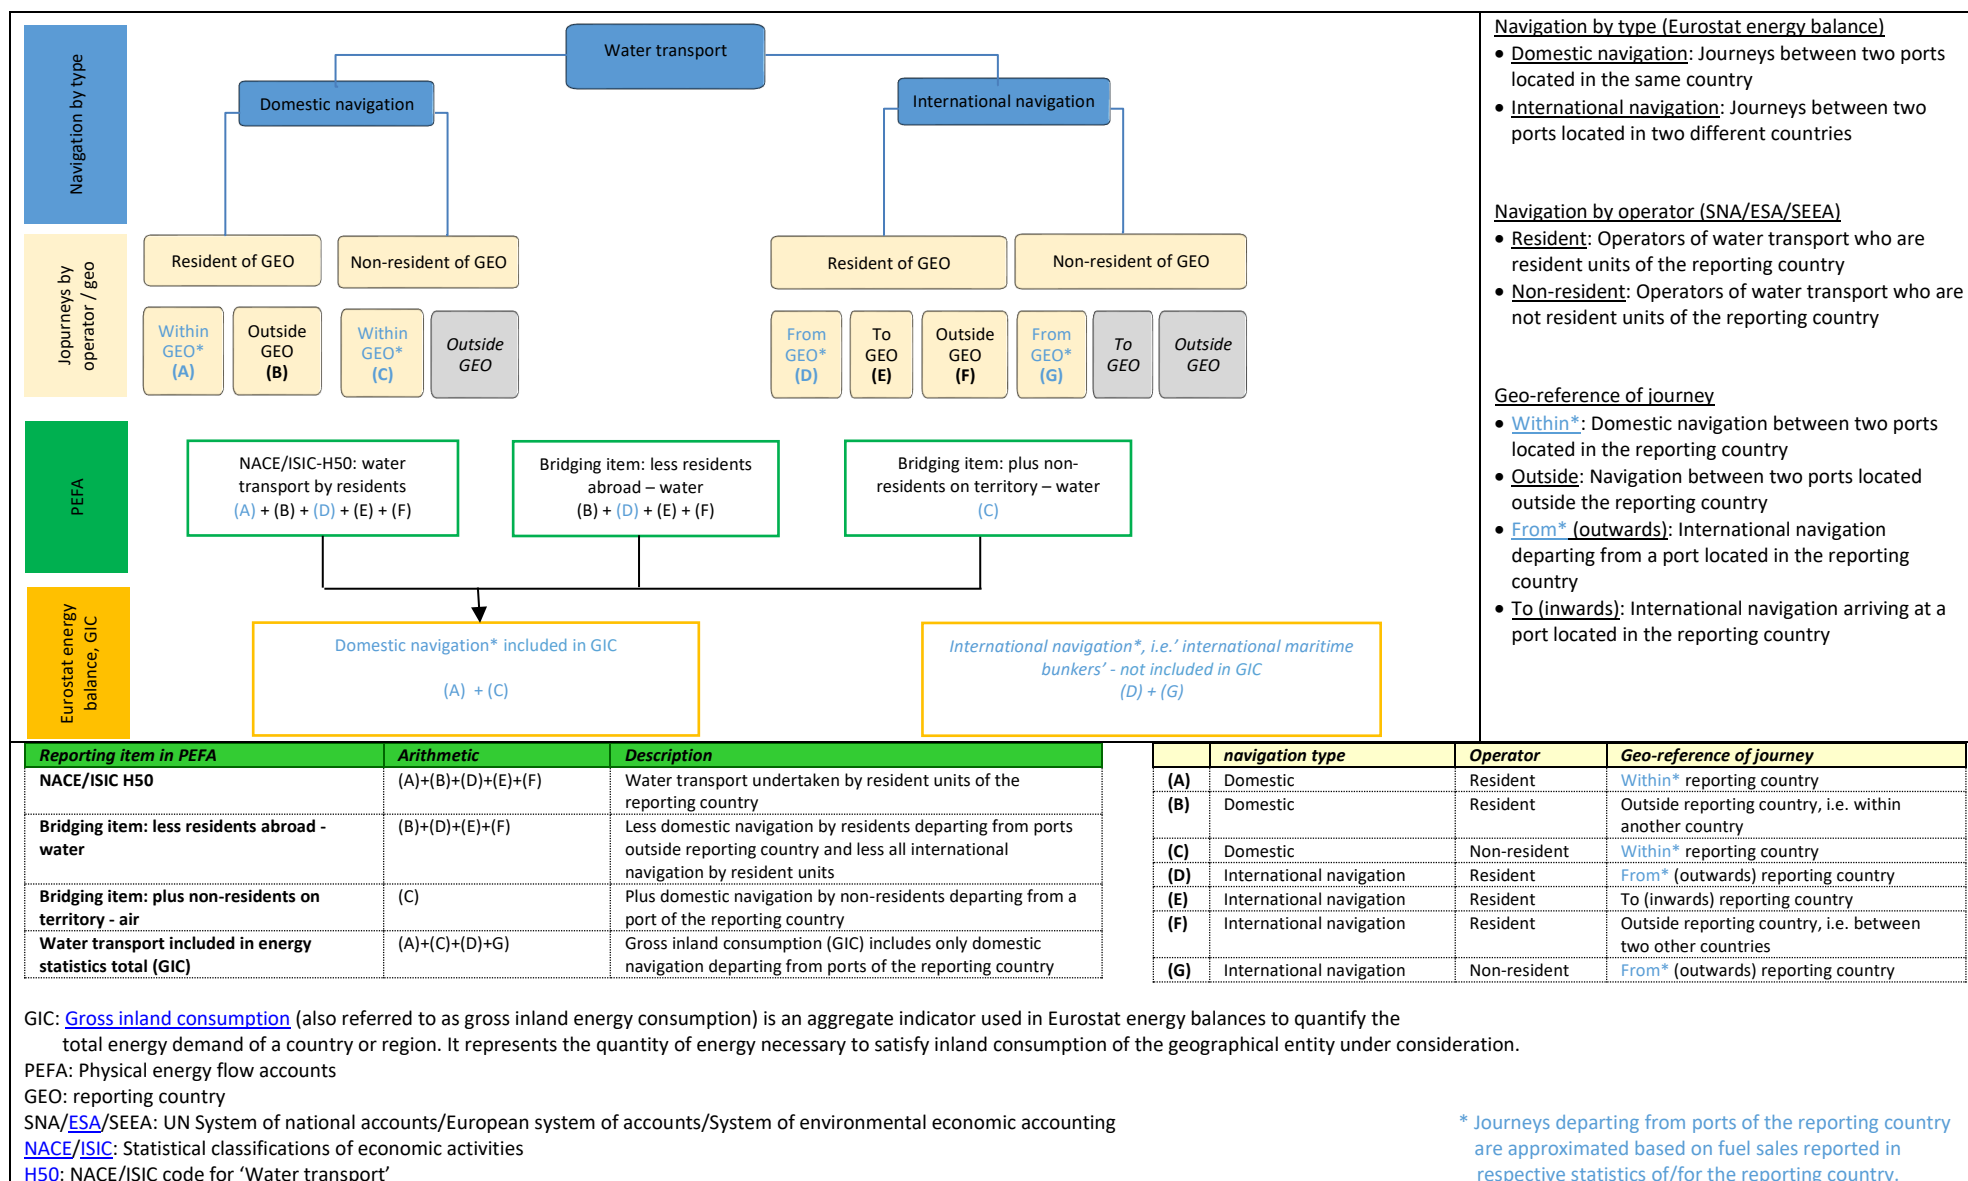 Water transport
Domestic navigation
International navigation
Navigation by type
Resident of GEO
Non-resident of GEO
Resident of GEO
Non-resident of GEO
Jopurneys by
operator / geo
Within
GEO*
(A)
Outside
GEO
(B)
Within
GEO*
(C)
Outside
GEO
From
GEO*
(D)
To
GEO
(E)
Outside
GEO
(F)
From
GEO*
(G)
To
GEO
Outside
GEO
PEFA
NACE/ISIC-H50: water
transport by residents
(A) + (B) + (D) + (E) + (F)
Bridging item: less residents
abroad – water
(B) + (D) + (E) + (F)
Bridging item: plus non-
residents on territory – water
(C)
Eurostat energy
balance, GIC
Domestic navigation* included in GIC
(A) + (C)
International navigation*, i.e.' international maritime
bunkers' - not included in GIC
(D) + (G)
Navigation by type (Eurostat energy balance)
• Domestic navigation: Journeys between two ports
located in the same country
• International navigation: Journeys between two
ports located in two different countries
Navigation by operator (SNA/ESA/SEEA)
• Resident: Operators of water transport who are
resident units of the reporting country
• Non-resident: Operators of water transport who are
not resident units of the reporting country
Geo-reference of journey
• Within*: Domestic navigation between two ports
located in the reporting country
• Outside: Navigation between two ports located
outside the reporting country
• From* (outwards): International navigation
departing from a port located in the reporting
country
• To (inwards): International navigation arriving at a
port located in the reporting country
Reporting item in PEFA Arithmetic Description
NACE/ISIC H50 (A)+(B)+(D)+(E)+(F) Water transport undertaken by resident units of the
reporting country
Bridging item: less residents abroad - (B)+(D)+(E)+(F) Less domestic navigation by residents departing from ports
water outside reporting country and less all international
navigation by resident units
Bridging item: plus non-residents on (C) Plus domestic navigation by non-residents departing from a
territory - air port of the reporting country
Water transport included in energy (A)+(C)+(D)+G) Gross inland consumption (GIC) includes only domestic
statistics total (GIC) navigation departing from ports of the reporting country
navigation type Operator Geo-reference of journey
(A) Domestic Resident Within* reporting country
(B) Domestic Resident Outside reporting country, i.e. within
another country
(C) Domestic Non-resident Within* reporting country
(D) International navigation Resident From* (outwards) reporting country
(E) International navigation Resident To (inwards) reporting country
(F) International navigation Resident Outside reporting country, i.e. between
two other countries
(G) International navigation Non-resident From* (outwards) reporting country
GIC: Gross inland consumption (also referred to as gross inland energy consumption) is an aggregate indicator used in Eurostat energy balances to quantify the
total energy demand of a country or region. It represents the quantity of energy necessary to satisfy inland consumption of the geographical entity under consideration.
PEFA: Physical energy flow accounts
GEO: reporting country
SNA/ESA/SEEA: UN System of national accounts/European system of accounts/System of environmental economic accounting
NACE/ISIC: Statistical classifications of economic activities
H50: NACE/ISIC code for 'Water transport'
* Journeys departing from ports of the reporting country
are approximated based on fuel sales reported in
respective statistics of/for the reporting country.